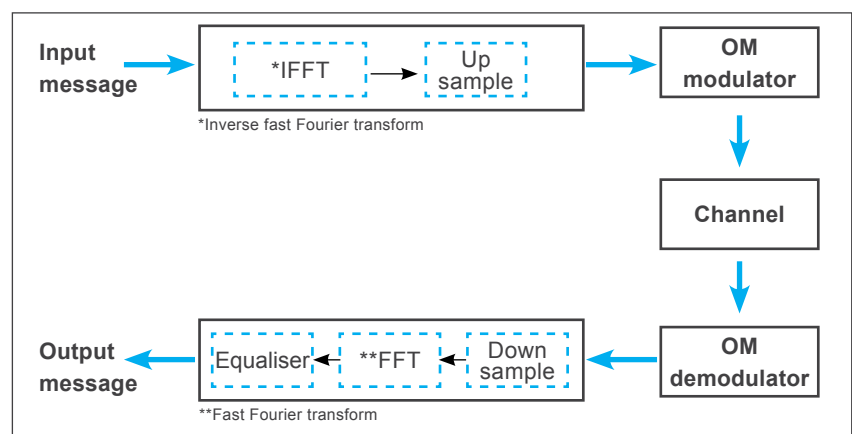 Input
message
*IFFT
Up
sample
*Inverse fast Fourier transform
OM
modulator
Channel
OM
demodulator
Down
sample
**FFT
Equaliser
**Fast Fourier transform
Output
message